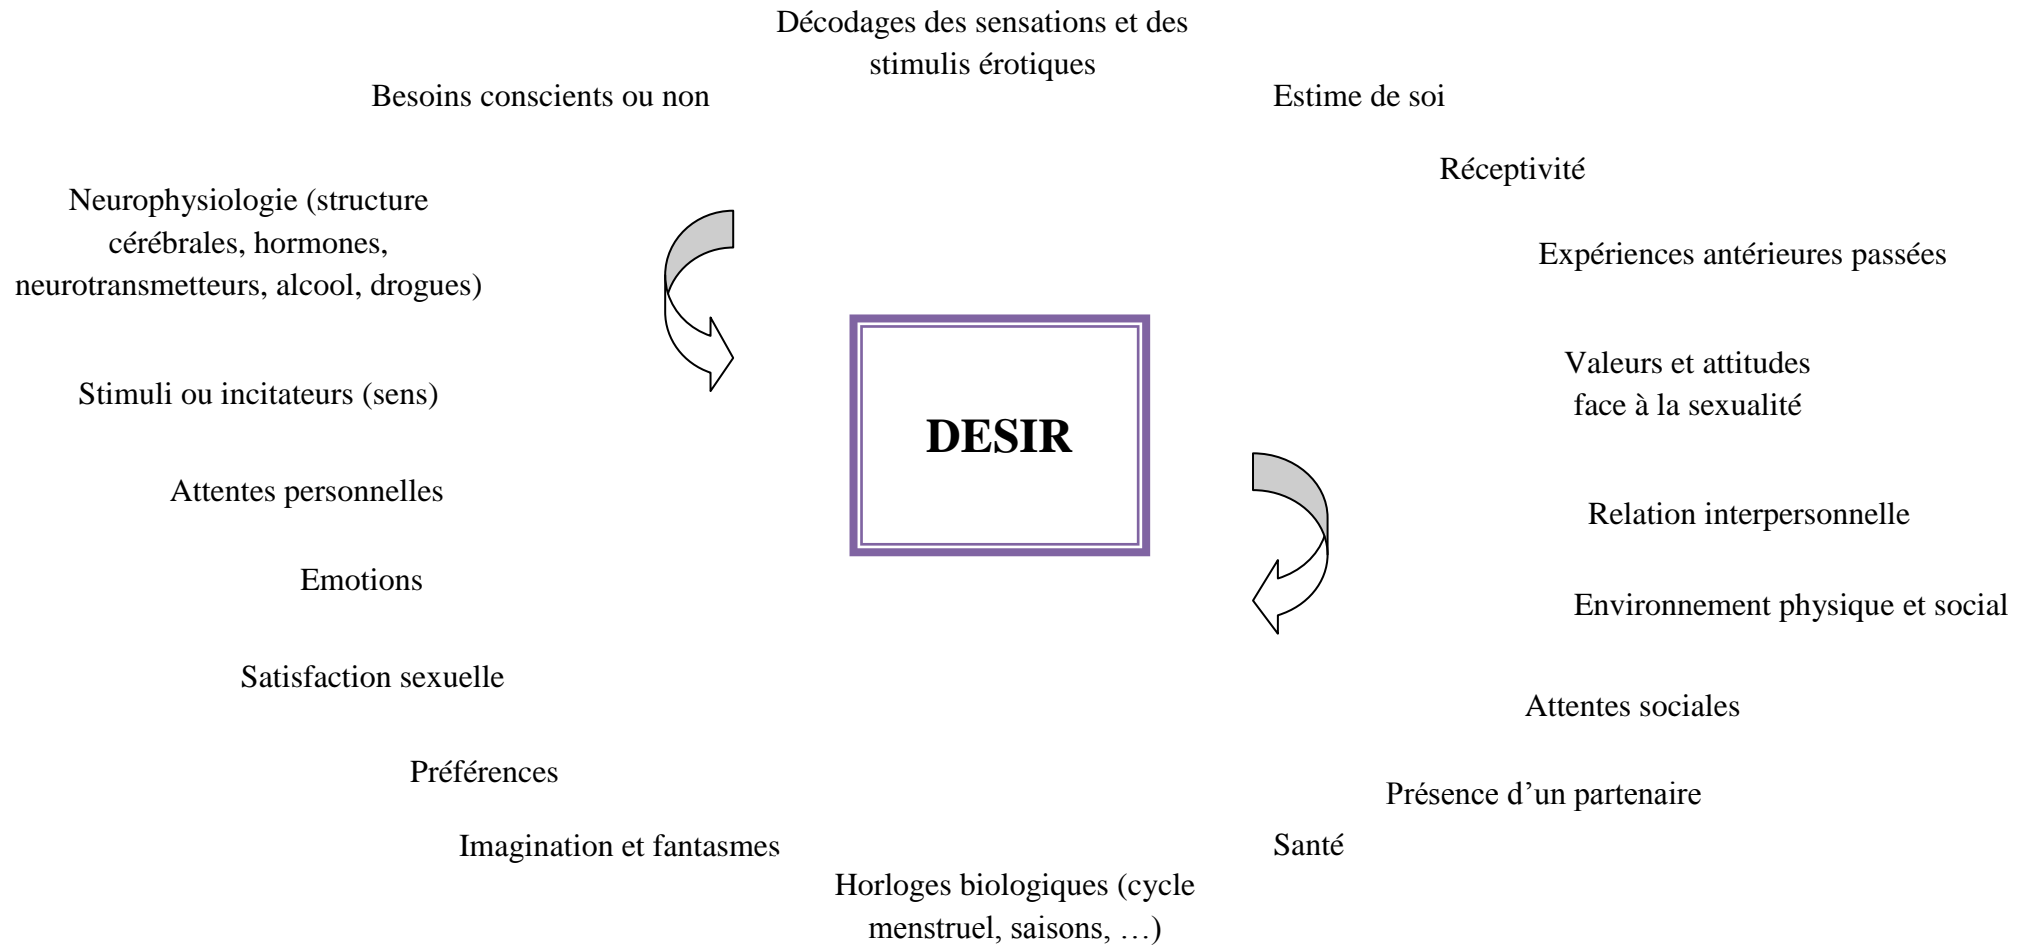 Décodages des sensations et des
stimulis érotiques
Besoins conscients ou non
Estime de soi
Réceptivité
Neurophysiologie (structure
cérébrales, hormones,
neurotransmetteurs, alcool, drogues)
Expériences antérieures passées
Valeurs et attitudes
face à la sexualité
Stimuli ou incitateurs (sens)
DESIR
Attentes personnelles
Relation interpersonnelle
Emotions
Environnement physique et social
Satisfaction sexuelle
Attentes sociales
Préférences
Présence d’un partenaire
Imagination et fantasmes
Santé
Horloges biologiques (cycle
menstruel, saisons, …)